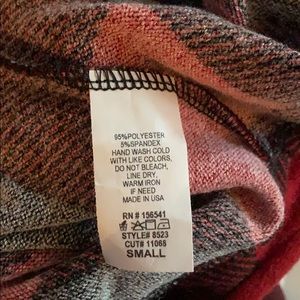 95%POLYESTER
5%SPANDEX
HAND WASH COLD
WITH LIKE COLORS,
DO NOT BLEACH,
LINE DRY,
WARM IRON
IF NEED
MADE IN USA
RN # 156541
STYLE# 8523
CUT# 11068
SMALL